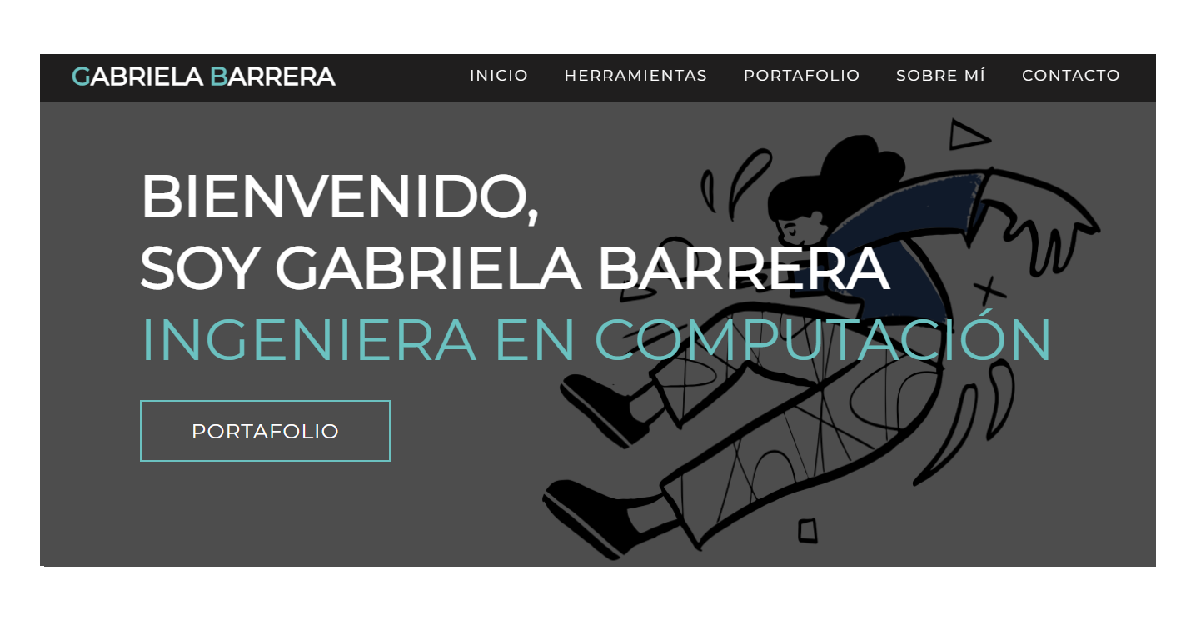 GABRIELA BARRERA
INICIO HERRAMIENTAS PORTAFOLIO SOBRE MÍ CONTACTO
BIENVENIDO,
SOY GABRIELA BARRERA
INGENIERA EN COMPUTACIÓN
PORTAFOLIO